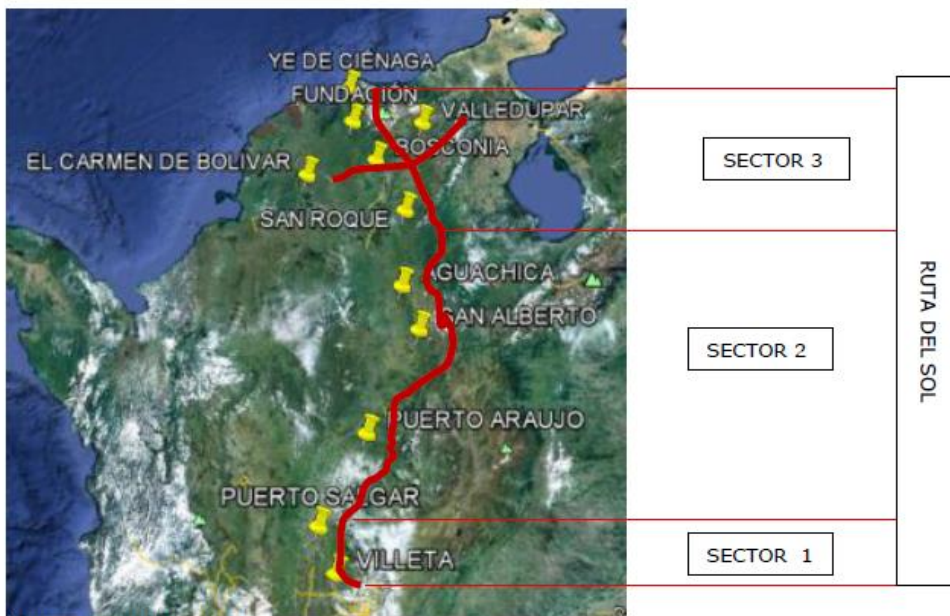 YE DE CIÉNAGA
FUNDACIÓN
VALLEDUPAR
BOSCONIA
EL CARMEN DE BOLIVAR
SAN ROQUE
AGUACHICA
SAN ALBERTO
PUERTO ARAUJO
PUERTO SALGAR
VILLETA
SECTOR 3
SECTOR 2
SECTOR 1
RUTA DEL SOL